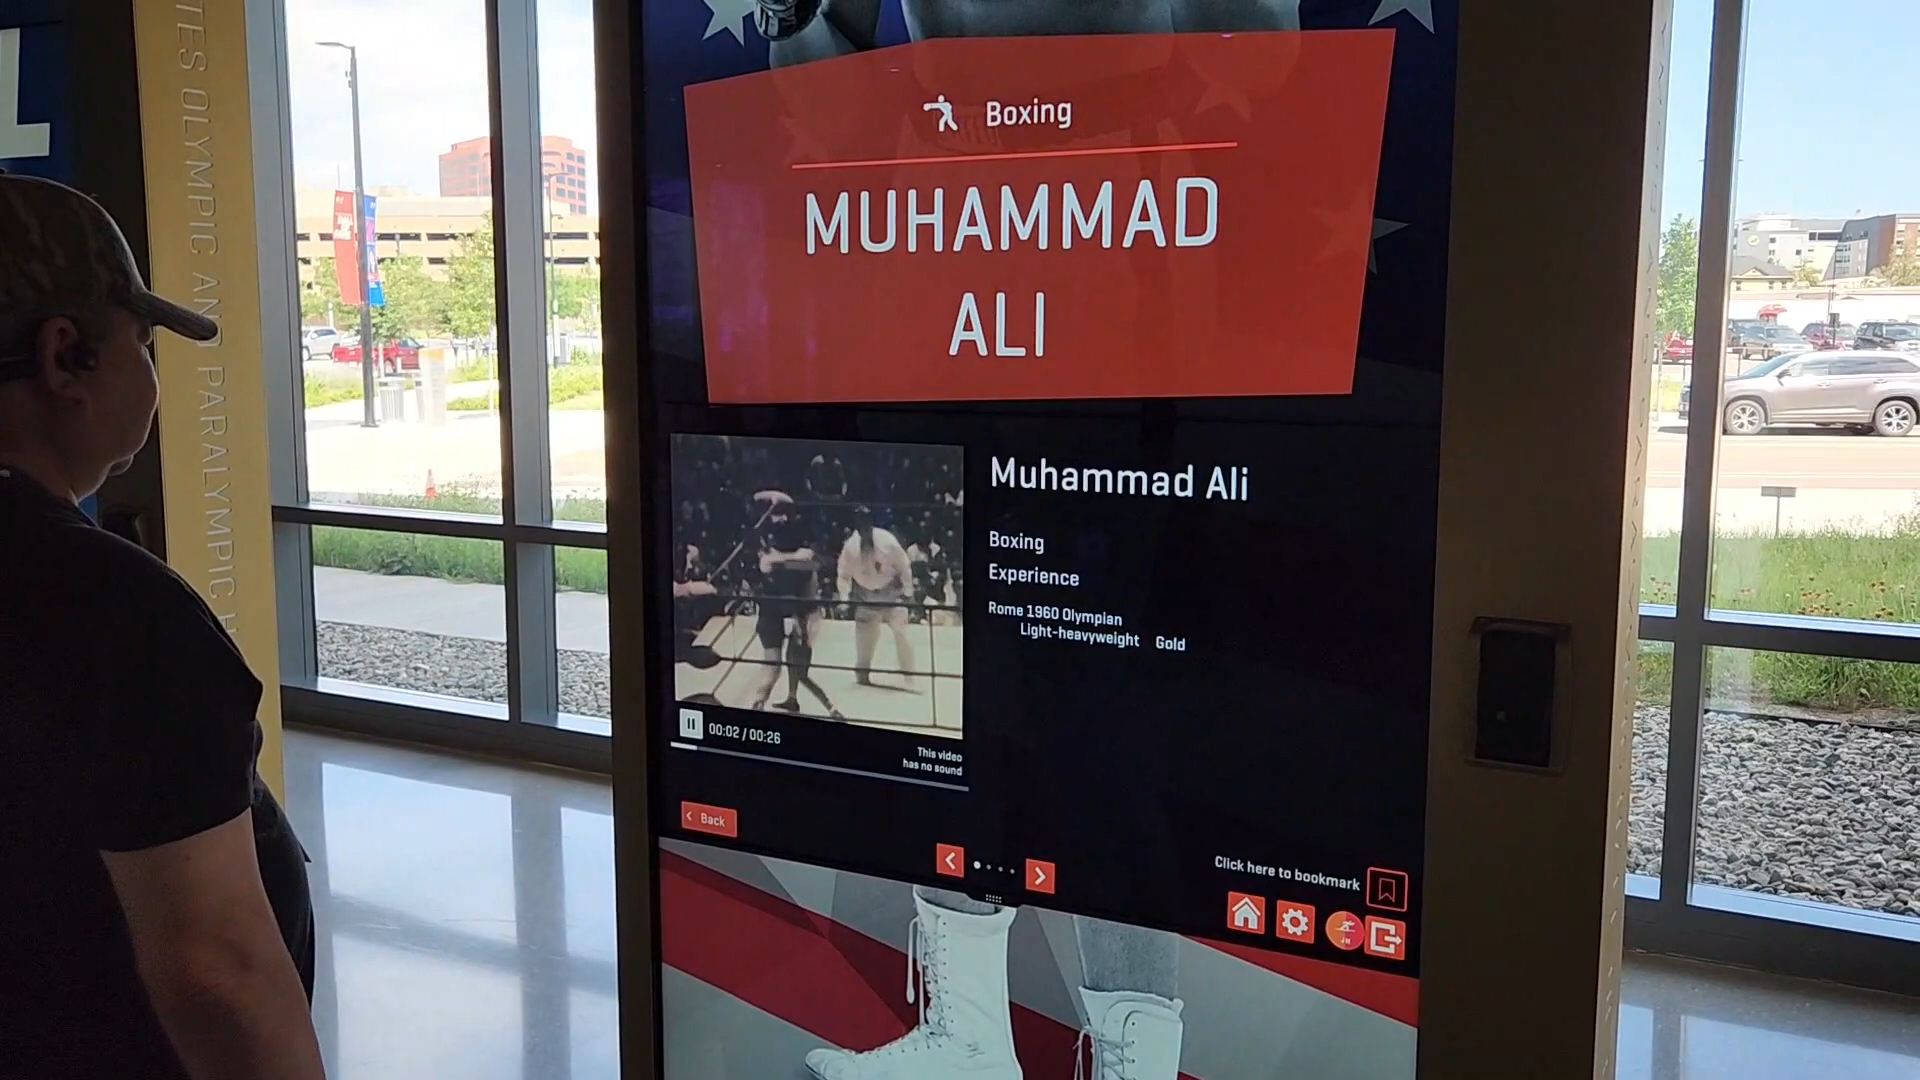 TES OLYMPIC AND PARALYMPIC H
Boxing
MUHAMMAD
ALI
Muhammad Ali
Boxing
Experience
Rome 1960 Olympian
Light-heavyweight Gold
00:02 / 00:26
This video
has no sound
Back
Click here to bookmark
JH